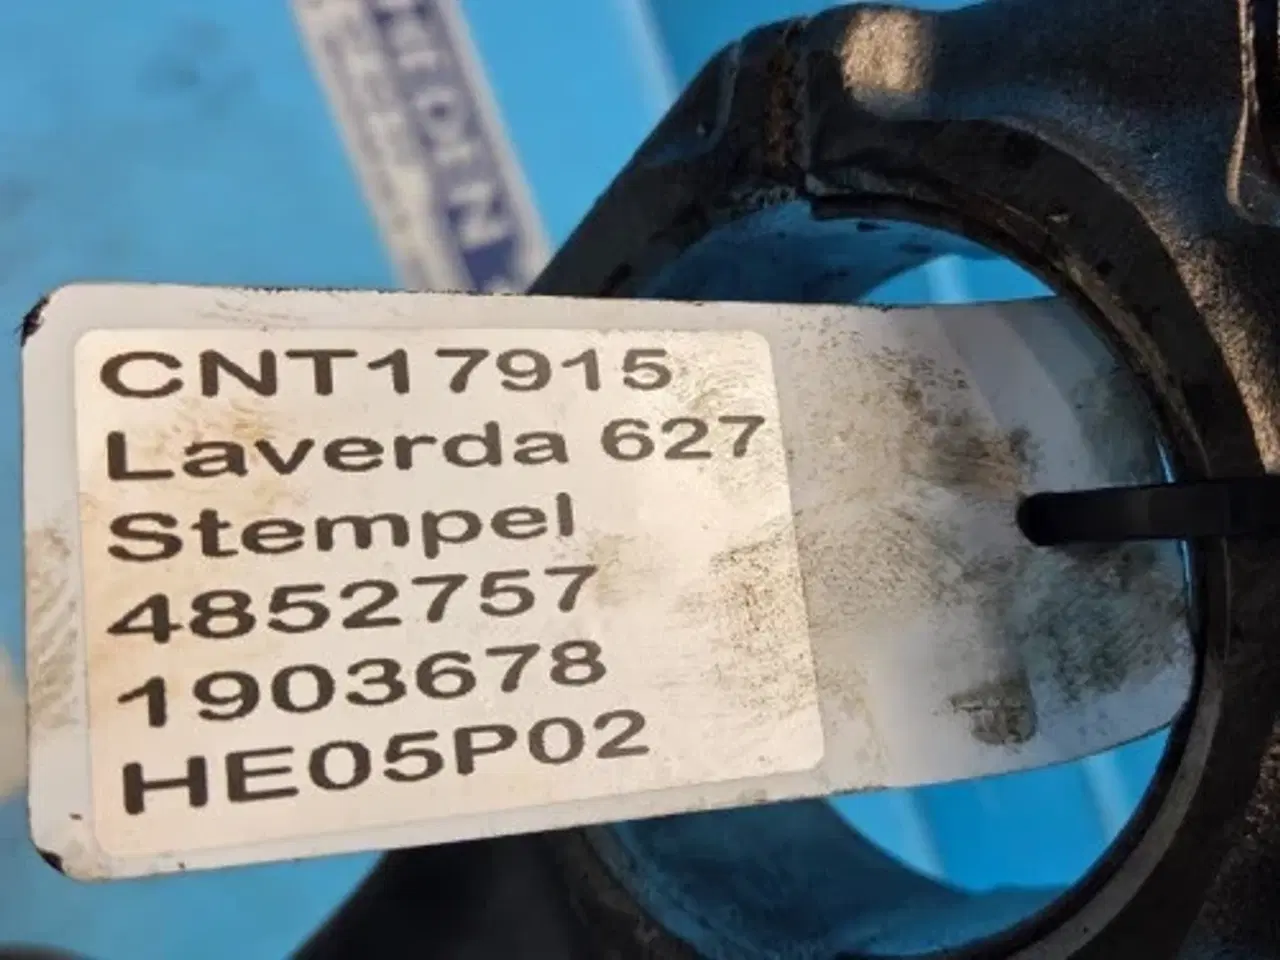 CNT17915
Laverda 627
Stempel
4852757
1903678
HE05P02